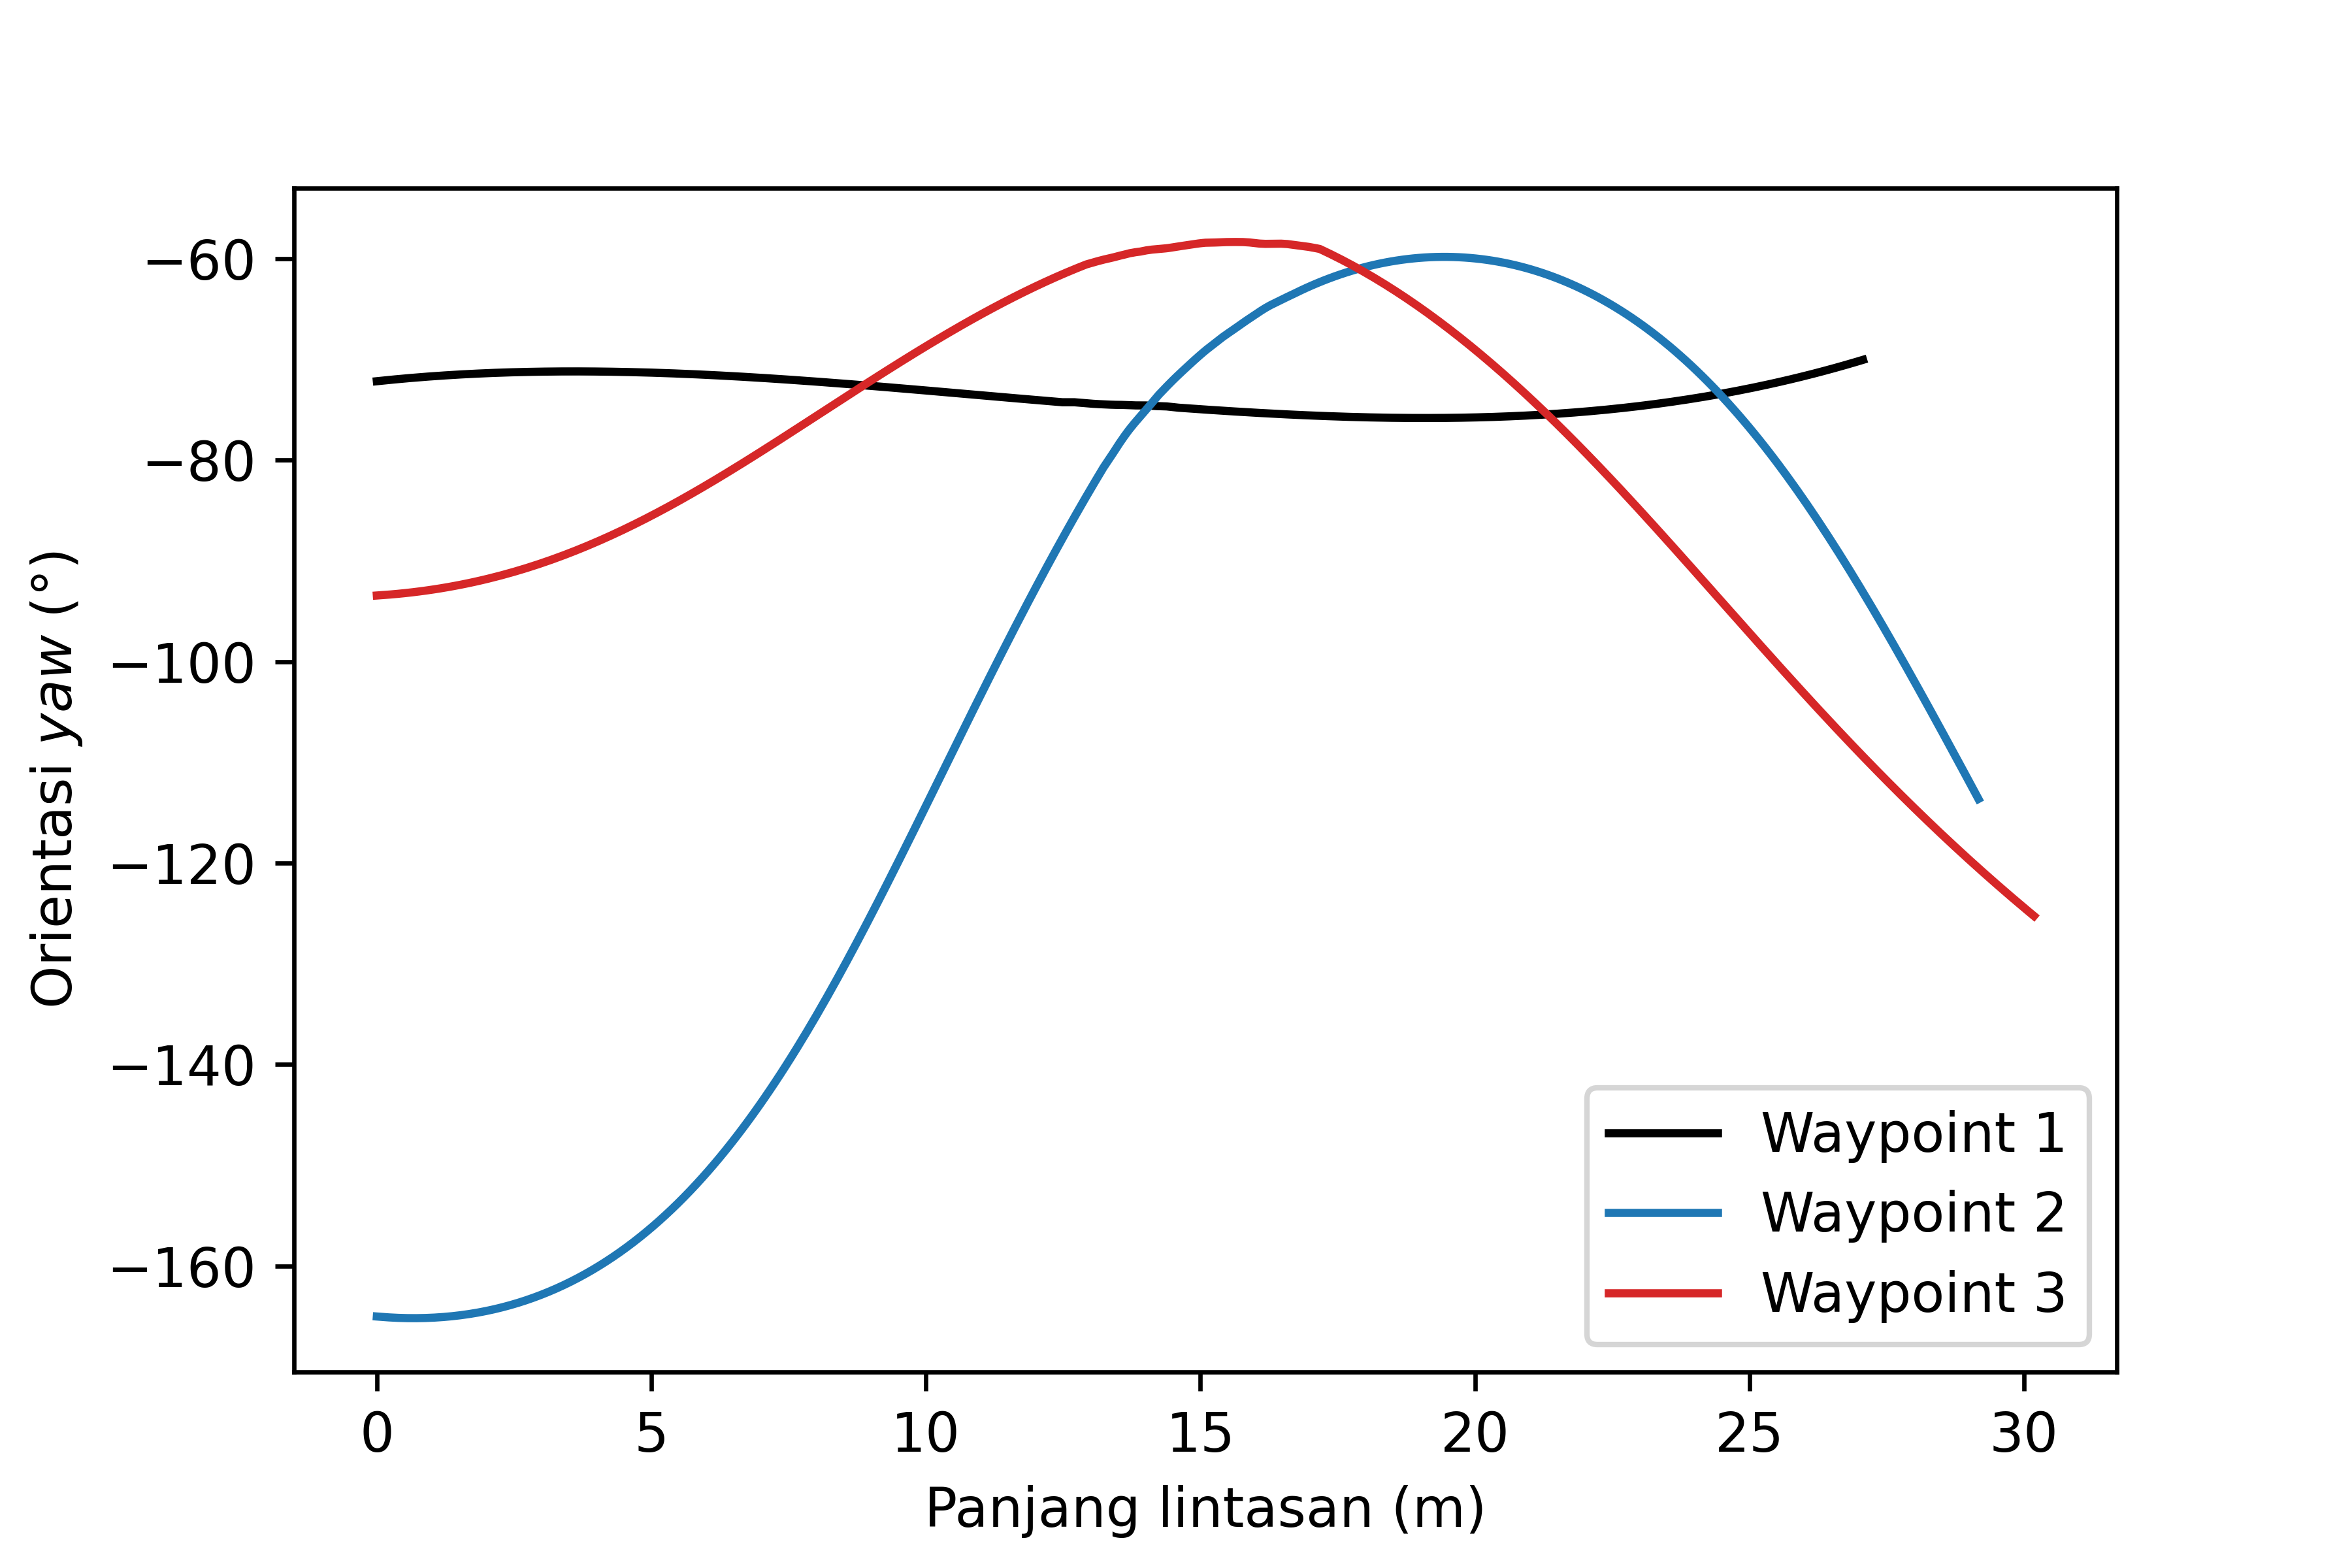 Orientasi yaw (°)
−60
−80
−100
−120
−140
−160
0 5 10 15 20 25 30
Panjang lintasan (m)
Waypoint 1
Waypoint 2
Waypoint 3